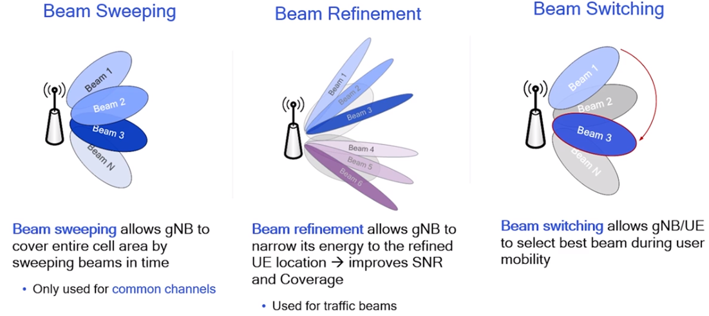 Beam Sweeping
Beam 1
Beam 2
Beam 3
Beam N
Beam sweeping allows gNB to
cover entire cell area by
sweeping beams in time
• Only used for common channels
Beam Refinement
Beam 1
Beam 2
Beam 3
Beam 4
Beam 5
Beam 6
Beam refinement allows gNB to
narrow its energy to the refined
UE location → improves SNR
and Coverage
• Used for traffic beams
Beam Switching
Beam 1
Beam 2
Beam 3
Beam N
Beam switching allows gNB/UE
to select best beam during user
mobility